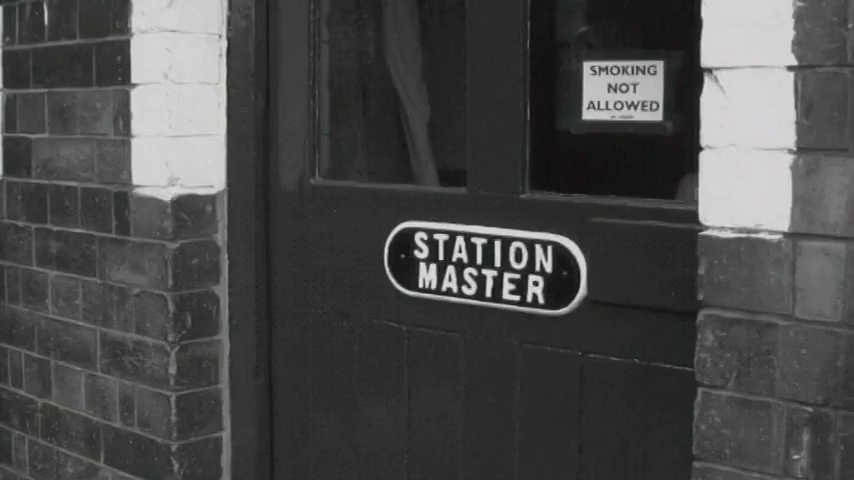 SMOKING
NOT
ALLOWED
STATION
MASTER